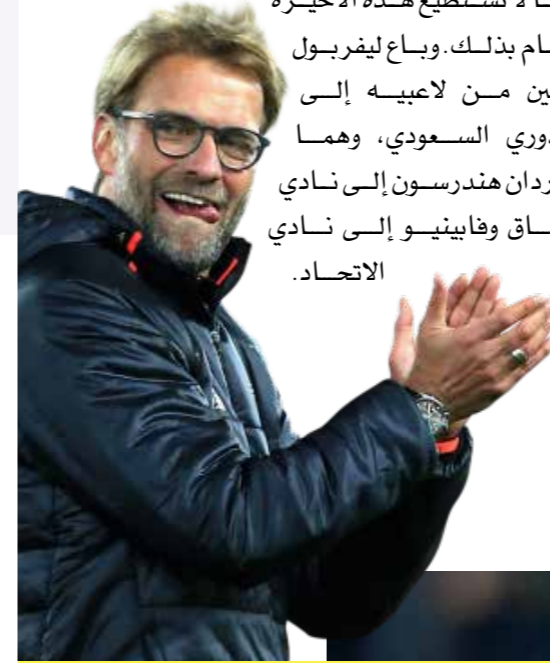 لا تستطيع هذه الأخيرة
بذلك. وباع ليفربول
من لاعبيه إلى
السعودي، وهما
هندرسون إلى نادي
وفابينيو إلى نادي
الاتحاد.